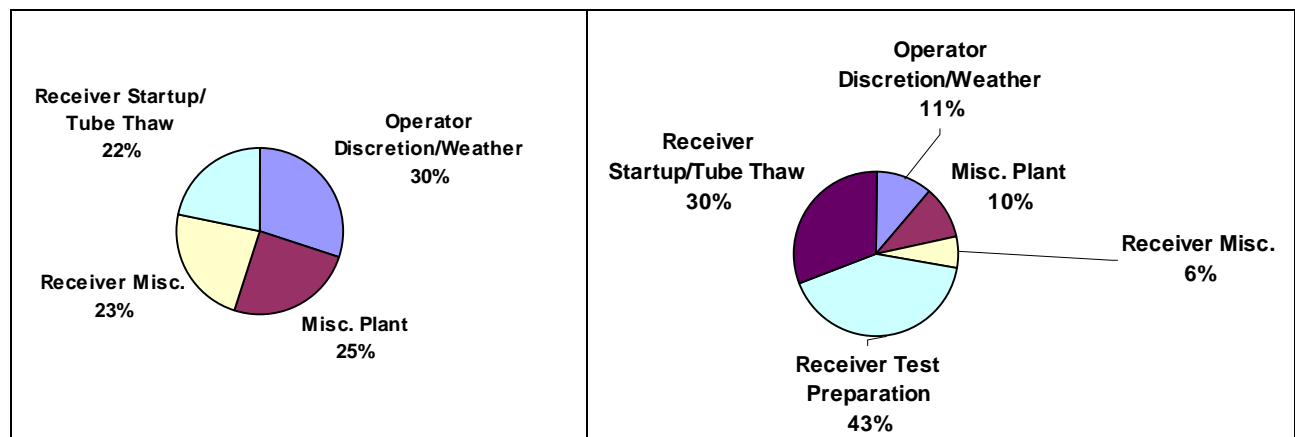 Receiver Startup/
Tube Thaw
22%
Operator
Discretion/Weather
30%
Receiver Misc.
23%
Misc. Plant
25%
Operator
Discretion/Weather
11%
Receiver
Startup/Tube Thaw
30%
Misc. Plant
10%
Receiver Misc.
6%
Receiver Test
Preparation
43%